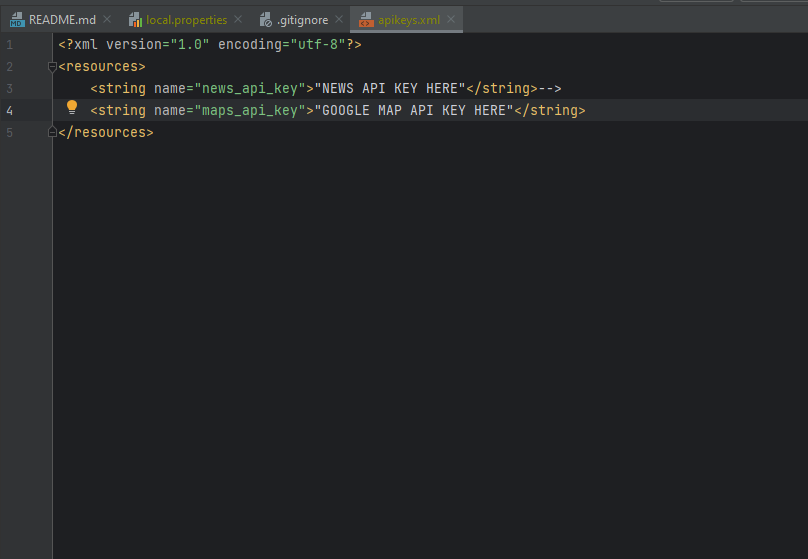 README.md local.properties .gitignore apikeys.xml
1 <?xml version="1.0" encoding="utf-8"?>
2 <resources>
3 <string name="news_api_key">"NEWS API KEY HERE"</string>-->
4 <string name="maps_api_key">"GOOGLE MAP API KEY HERE"</string>
5 </resources>